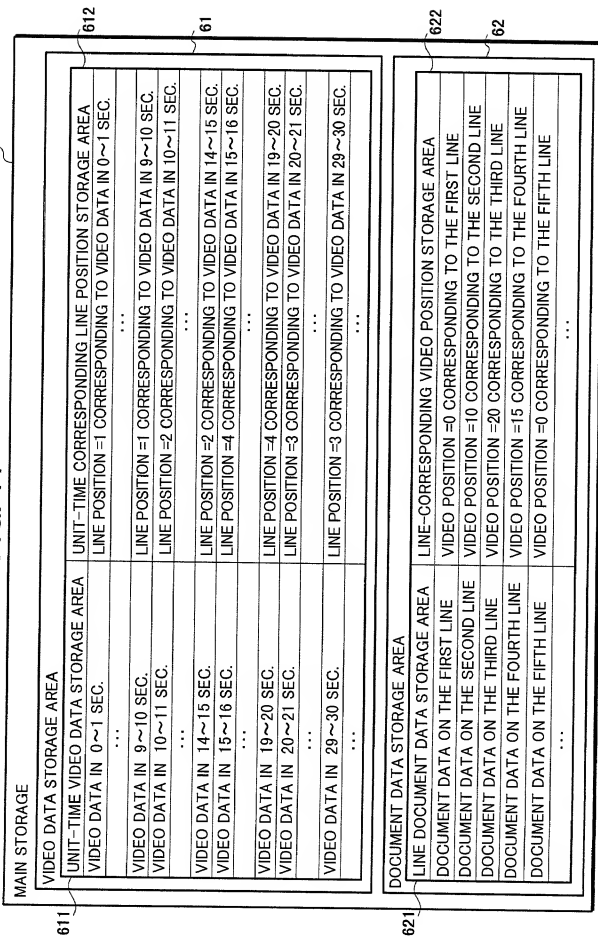 MAIN STORAGE
VIDEO DATA STORAGE AREA
61
611
612
UNIT-TIME VIDEO DATA STORAGE AREA UNIT-TIME CORRESPONDING LINE POSITION STORAGE AREA
VIDEO DATA IN 0~1 SEC. LINE POSITION =1 CORRESPONDING TO VIDEO DATA IN 0~1 SEC.
... ...
VIDEO DATA IN 9~10 SEC. LINE POSITION =1 CORRESPONDING TO VIDEO DATA IN 9~10 SEC.
VIDEO DATA IN 10~11 SEC. LINE POSITION =2 CORRESPONDING TO VIDEO DATA IN 10~11 SEC.
... ...
VIDEO DATA IN 14~15 SEC. LINE POSITION =2 CORRESPONDING TO VIDEO DATA IN 14~15 SEC.
VIDEO DATA IN 15~16 SEC. LINE POSITION =4 CORRESPONDING TO VIDEO DATA IN 15~16 SEC.
... ...
VIDEO DATA IN 19~20 SEC. LINE POSITION =4 CORRESPONDING TO VIDEO DATA IN 19~20 SEC.
VIDEO DATA IN 20~21 SEC. LINE POSITION =3 CORRESPONDING TO VIDEO DATA IN 20~21 SEC.
... ...
VIDEO DATA IN 29~30 SEC. LINE POSITION =3 CORRESPONDING TO VIDEO DATA IN 29~30 SEC.
... ...
DOCUMENT DATA STORAGE AREA
62
621
622
LINE DOCUMENT DATA STORAGE AREA LINE-CORRESPONDING VIDEO POSITION STORAGE AREA
DOCUMENT DATA ON THE FIRST LINE VIDEO POSITION =0 CORRESPONDING TO THE FIRST LINE
DOCUMENT DATA ON THE SECOND LINE VIDEO POSITION =10 CORRESPONDING TO THE SECOND LINE
DOCUMENT DATA ON THE THIRD LINE VIDEO POSITION =20 CORRESPONDING TO THE THIRD LINE
DOCUMENT DATA ON THE FOURTH LINE VIDEO POSITION =15 CORRESPONDING TO THE FOURTH LINE
DOCUMENT DATA ON THE FIFTH LINE VIDEO POSITION =0 CORRESPONDING TO THE FIFTH LINE
... ...